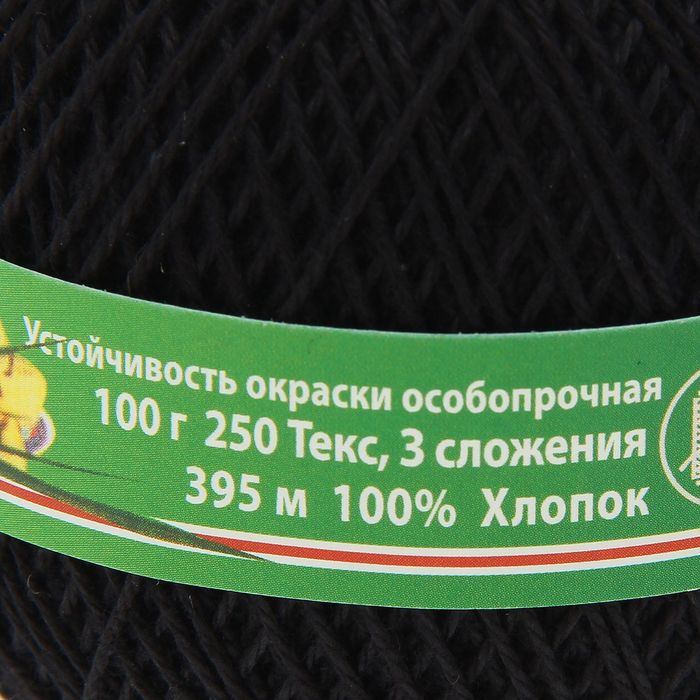 Устойчивость окраски особопрочная
100 г 250 Текс, 3 сложения
395 м 100% Хлопок